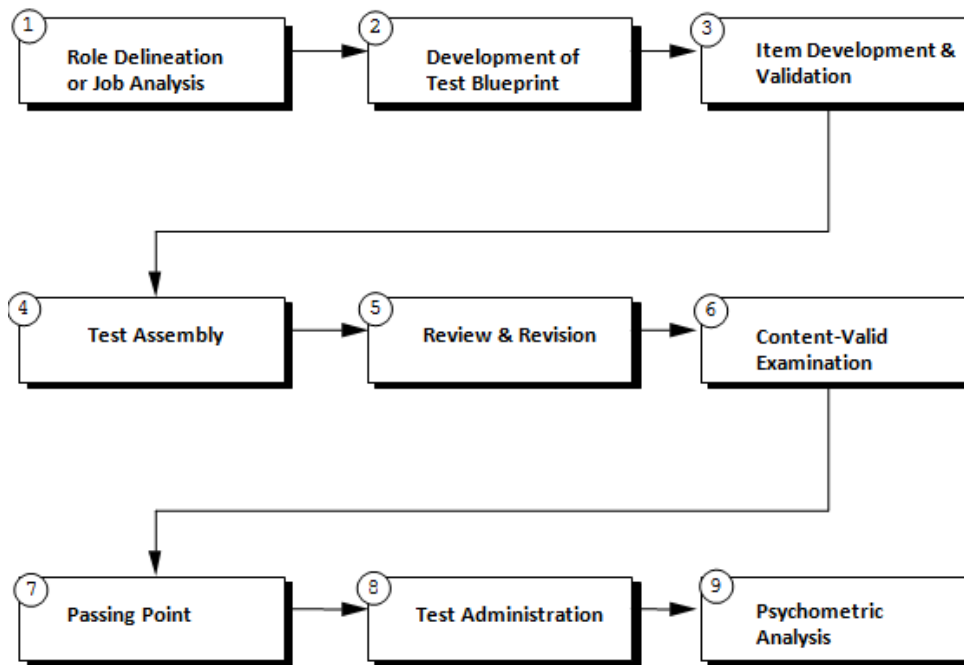 1
Role Delineation
or Job Analysis
2
Development of
Test Blueprint
3
Item Development &
Validation
4
Test Assembly
5
Review & Revision
6
Content-Valid
Examination
7
Passing Point
8
Test Administration
9
Psychometric
Analysis